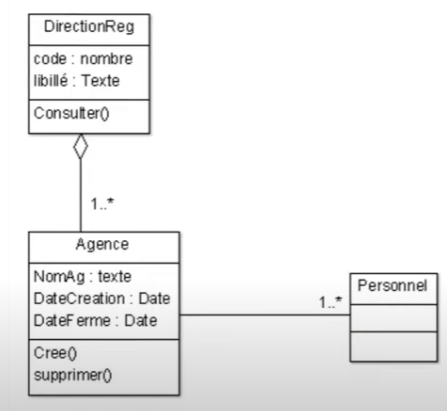 DirectionReg
code : nombre
libillé : Texte
Consulter()
1..*
Agence
NomAg : texte
DateCreation : Date
DateFerme : Date
Cree()
supprimer()
1..*
Personnel